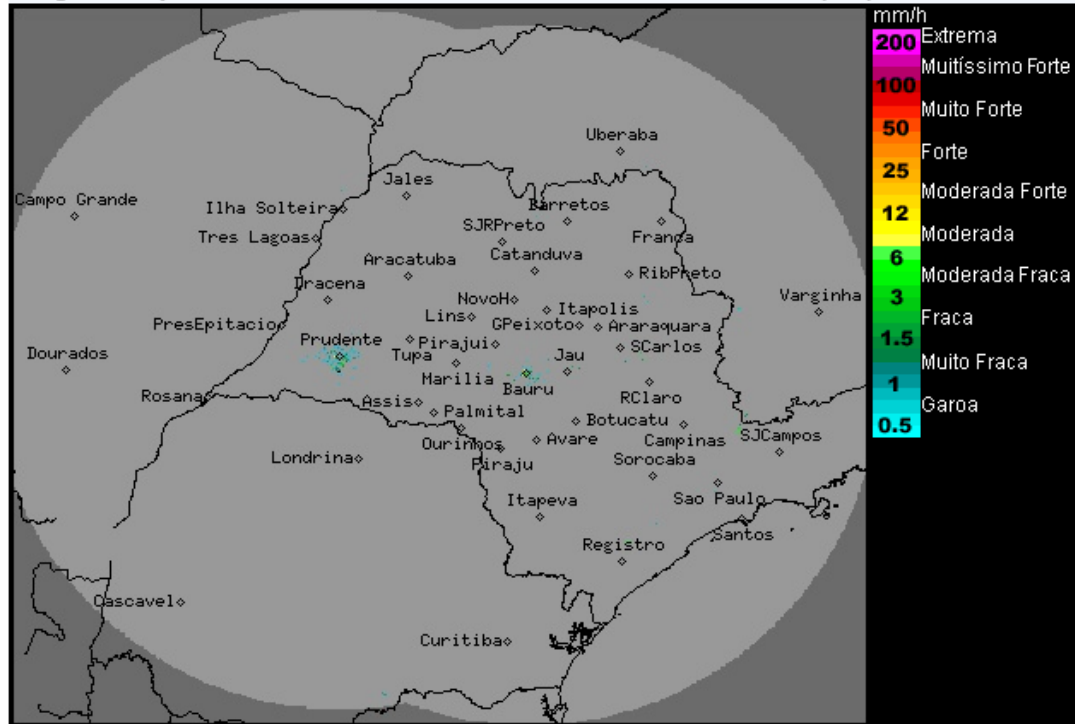 mm/h
200 Extrema
Muitíssimo Forte
100
Muito Forte
50
Forte
25
Moderada Forte
12
Moderada
6
Moderada Fraca
3
Fraca
1.5
Muito Fraca
1
Garoa
0.5
Uberaba
Jales
Campo Grande
Ilha Solteira
Barretos
SJRPreto
Franca
Tres Lagoas
Catanduva
Aracatuba
RibPreto
Dracena
NovoH
Itapolis
Varginha
Lins
GPeixoto
Araraquara
PresEpitacio
Prudente
Pirajui
SCarlos
Dourados
Tupa
Jau
Marilia
Bauru
RClaro
Rosana
Assis
Palmital
Botucatu
Ourinhos
Avare
Campinas
SJCampos
Londrina
Piraju
Sorocaba
Itapeva
Sao Paulo
Santos
Registro
Cascavel
Curitiba